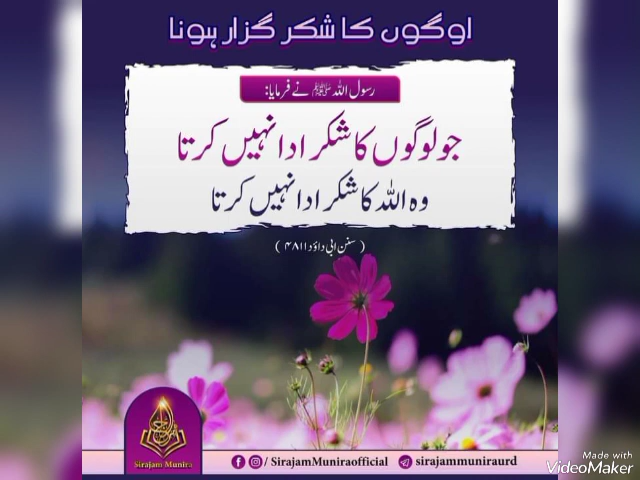 لوگوں کا شکر گزار ہونا
رسول اللہ ﷺ نے فرمایا:
جو لوگوں کا شکر ادا نہیں کرتا
وہ اللہ کا شکر ادا نہیں کرتا
( سنن ابی داؤد ۴۸۱۱ )
Sirajam Munira
/ SirajamMuniraofficial sirajammuniraurd
Made with
VideoMaker